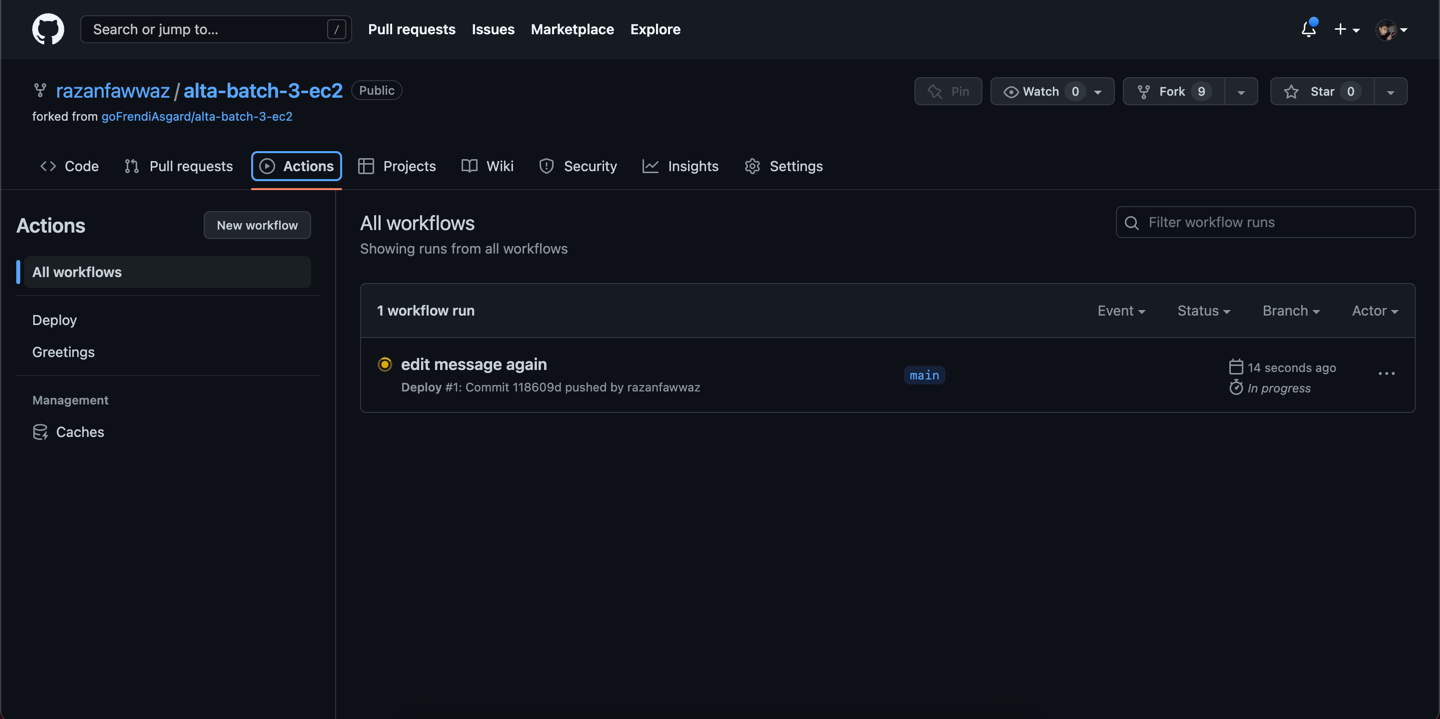 Search or jump to... /
Pull requests Issues Marketplace Explore
razanfawwaz / alta-batch-3-ec2 Public
Pin Watch 0 Fork 9 Star 0
forked from goFrendiAsgard/alta-batch-3-ec2
Code Pull requests Actions Projects Wiki Security Insights Settings
Actions
New workflow
All workflows
Deploy
Greetings
Management
Caches
All workflows
Showing runs from all workflows
Filter workflow runs
1 workflow run
Event Status Branch Actor
edit message again
Deploy #1: Commit 118609d pushed by razanfawwaz
main
14 seconds ago
In progress